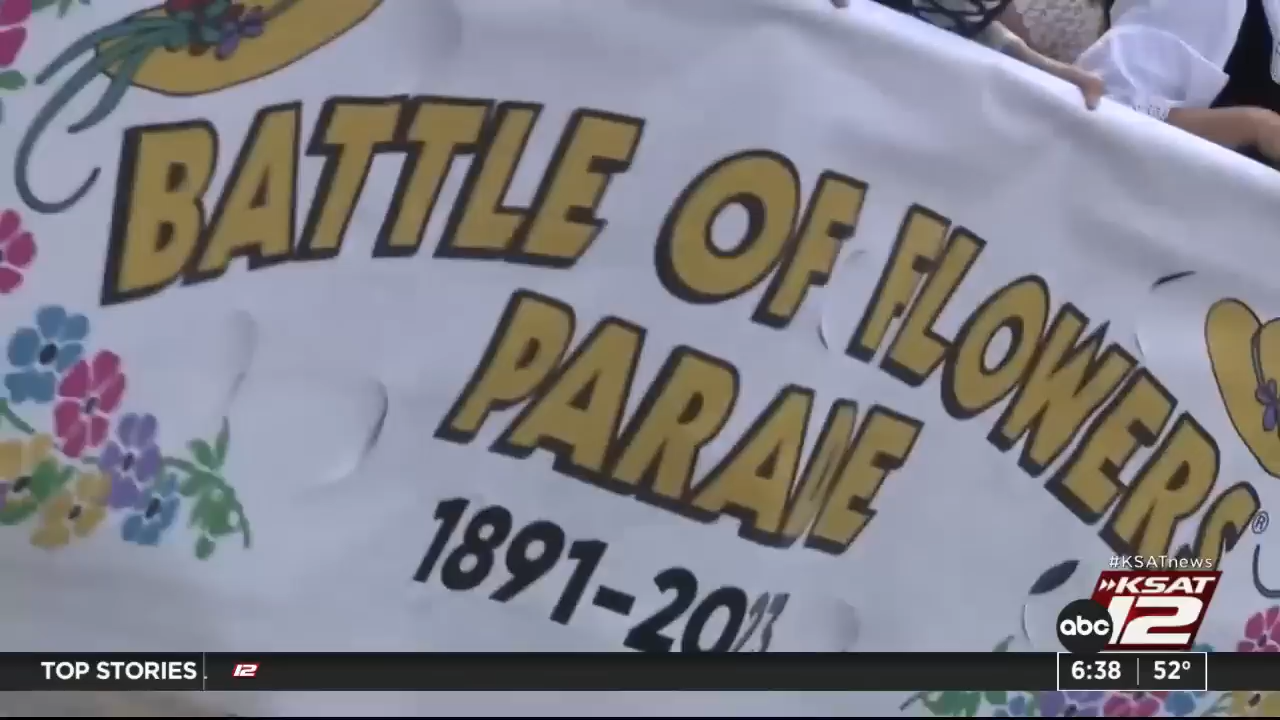 BATTLE OF FLOWERS®
PARADE
1891-2023
#KSATnews
KSAT
abc 12
TOP STORIES 12 6:38 52°